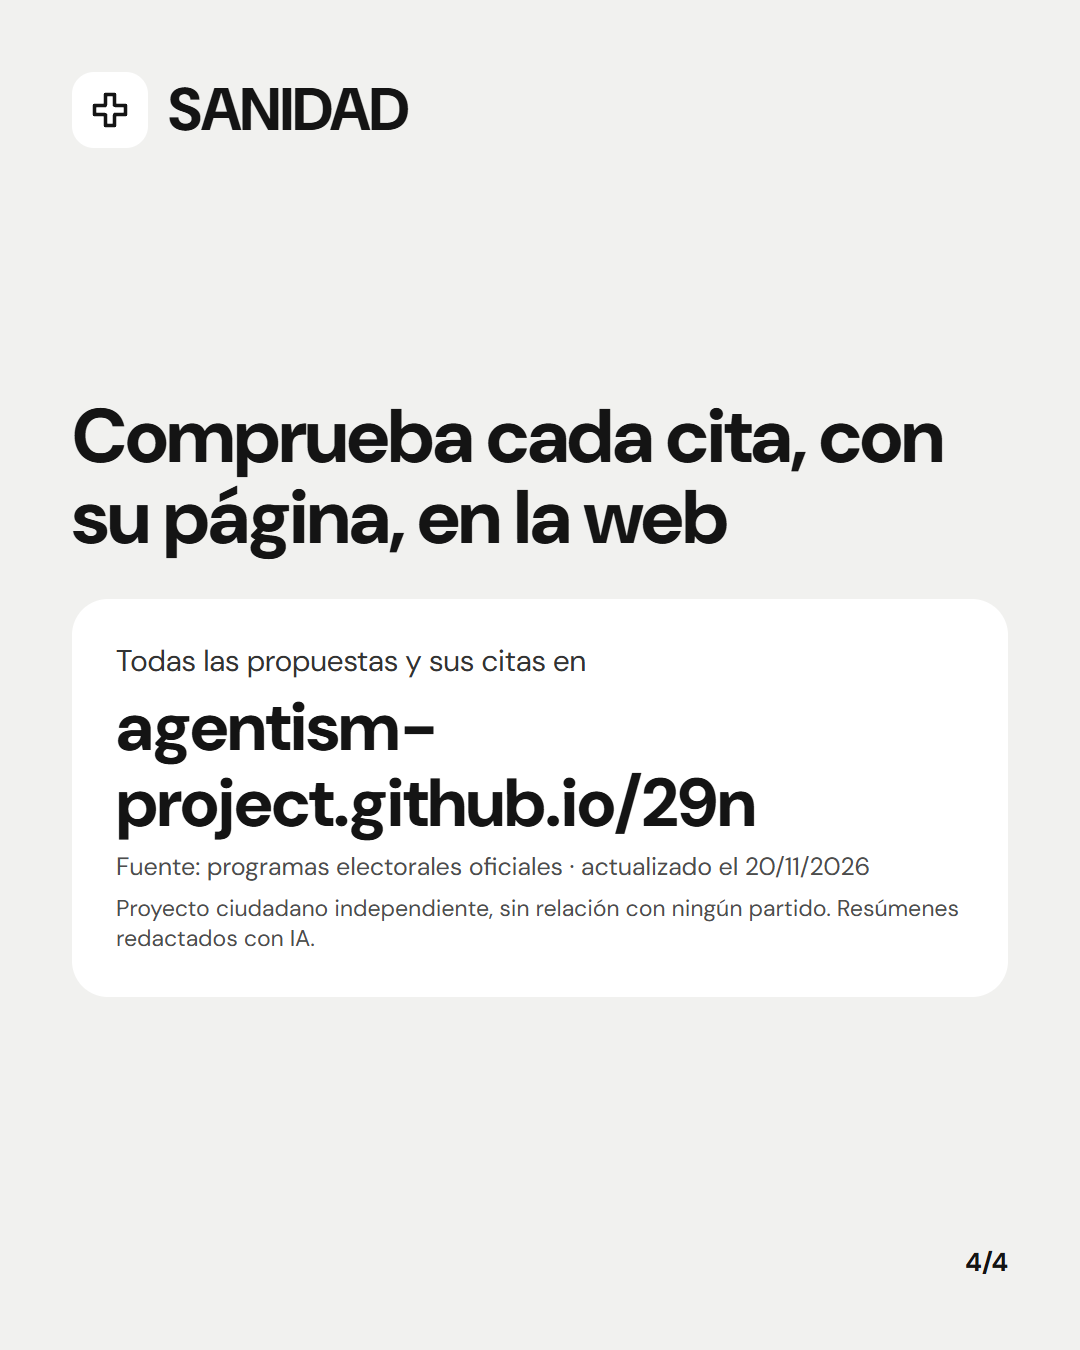 SANIDAD
Comprueba cada cita, con
su página, en la web
Todas las propuestas y sus citas en
agentism-
project.github.io/29n
Fuente: programas electorales oficiales · actualizado el 20/11/2026
Proyecto ciudadano independiente, sin relación con ningún partido. Resúmenes
redactados con IA.
4/4